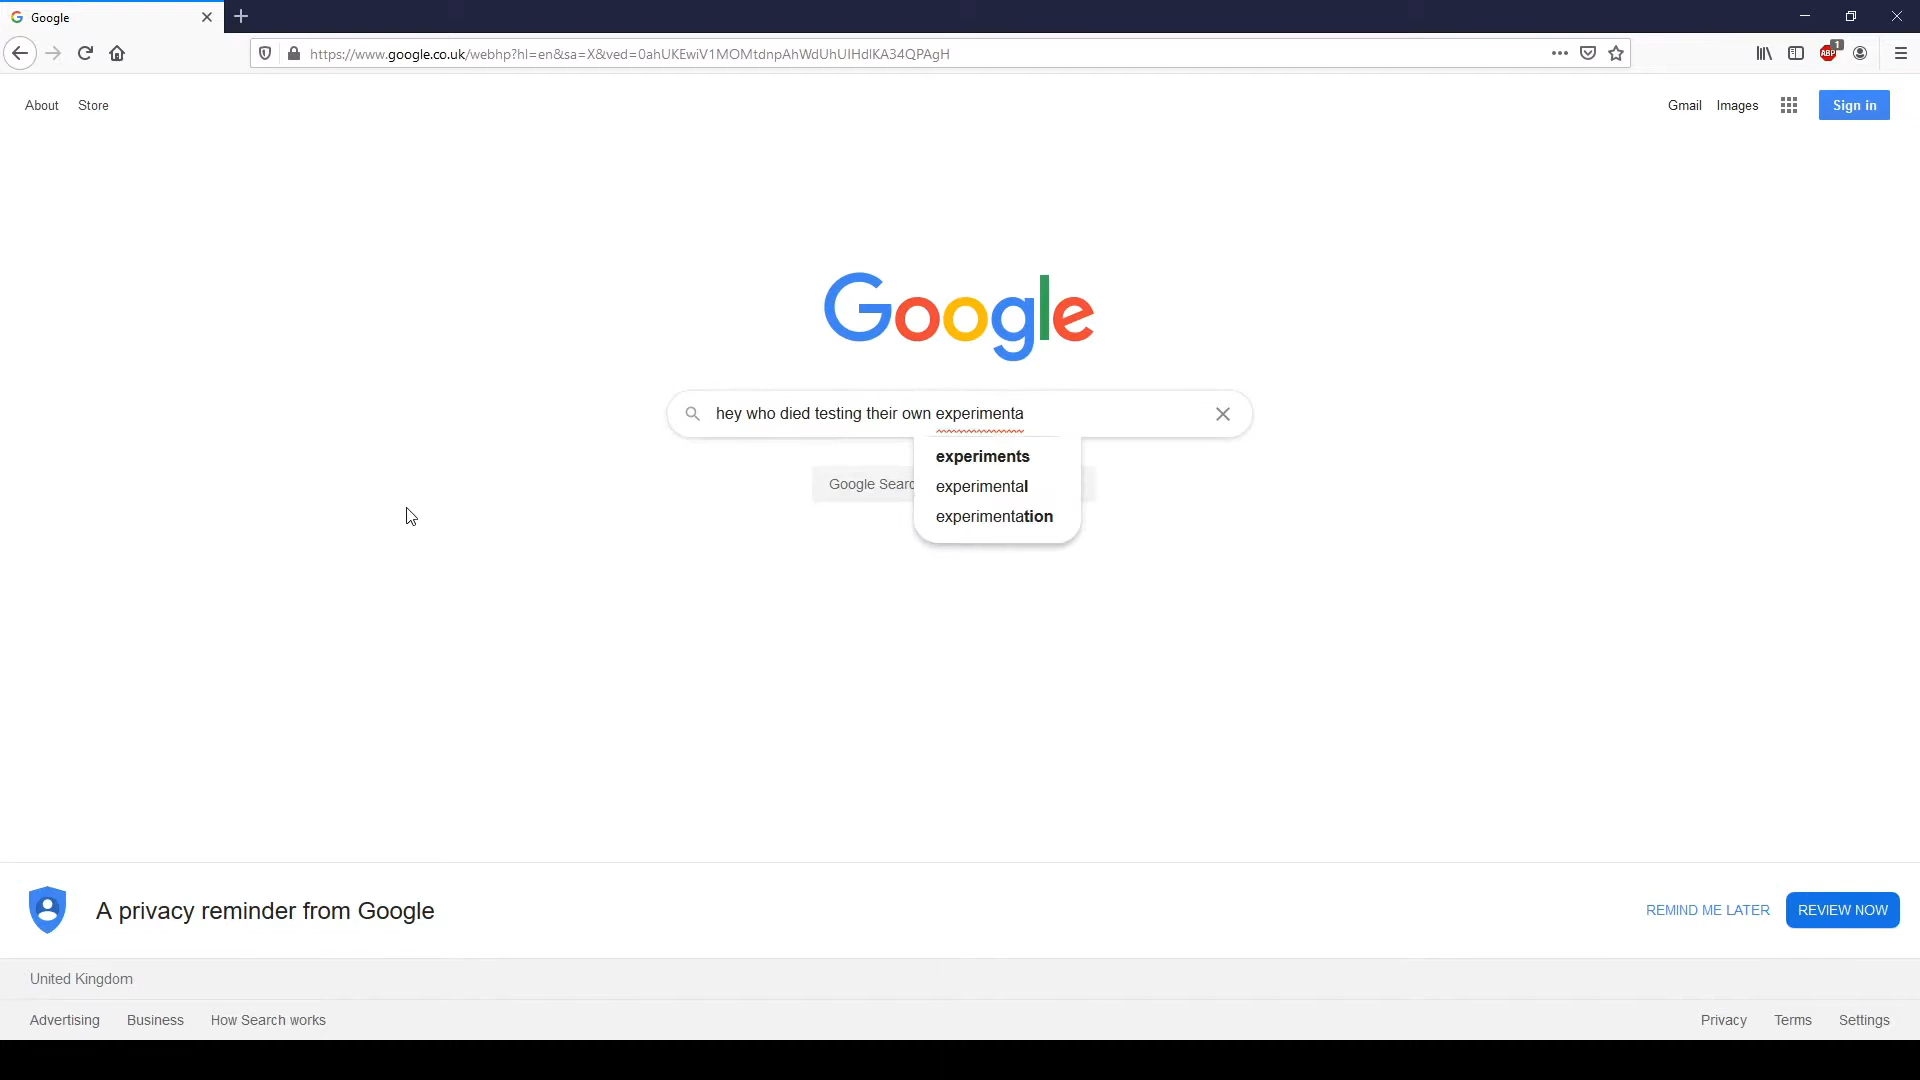 Google
https://www.google.co.uk/webhp?hl=en&sa=X&ved=0ahUKEwiV1MOMtdnpAhWdUhUIHdlKA34QPAgH
ABP 1
About Store
Gmail Images Sign in
Google
hey who died testing their own experimenta
experiments
Google Searc
experimental
experimentation
A privacy reminder from Google
REMIND ME LATER REVIEW NOW
United Kingdom
Advertising Business How Search works
Privacy Terms Settings